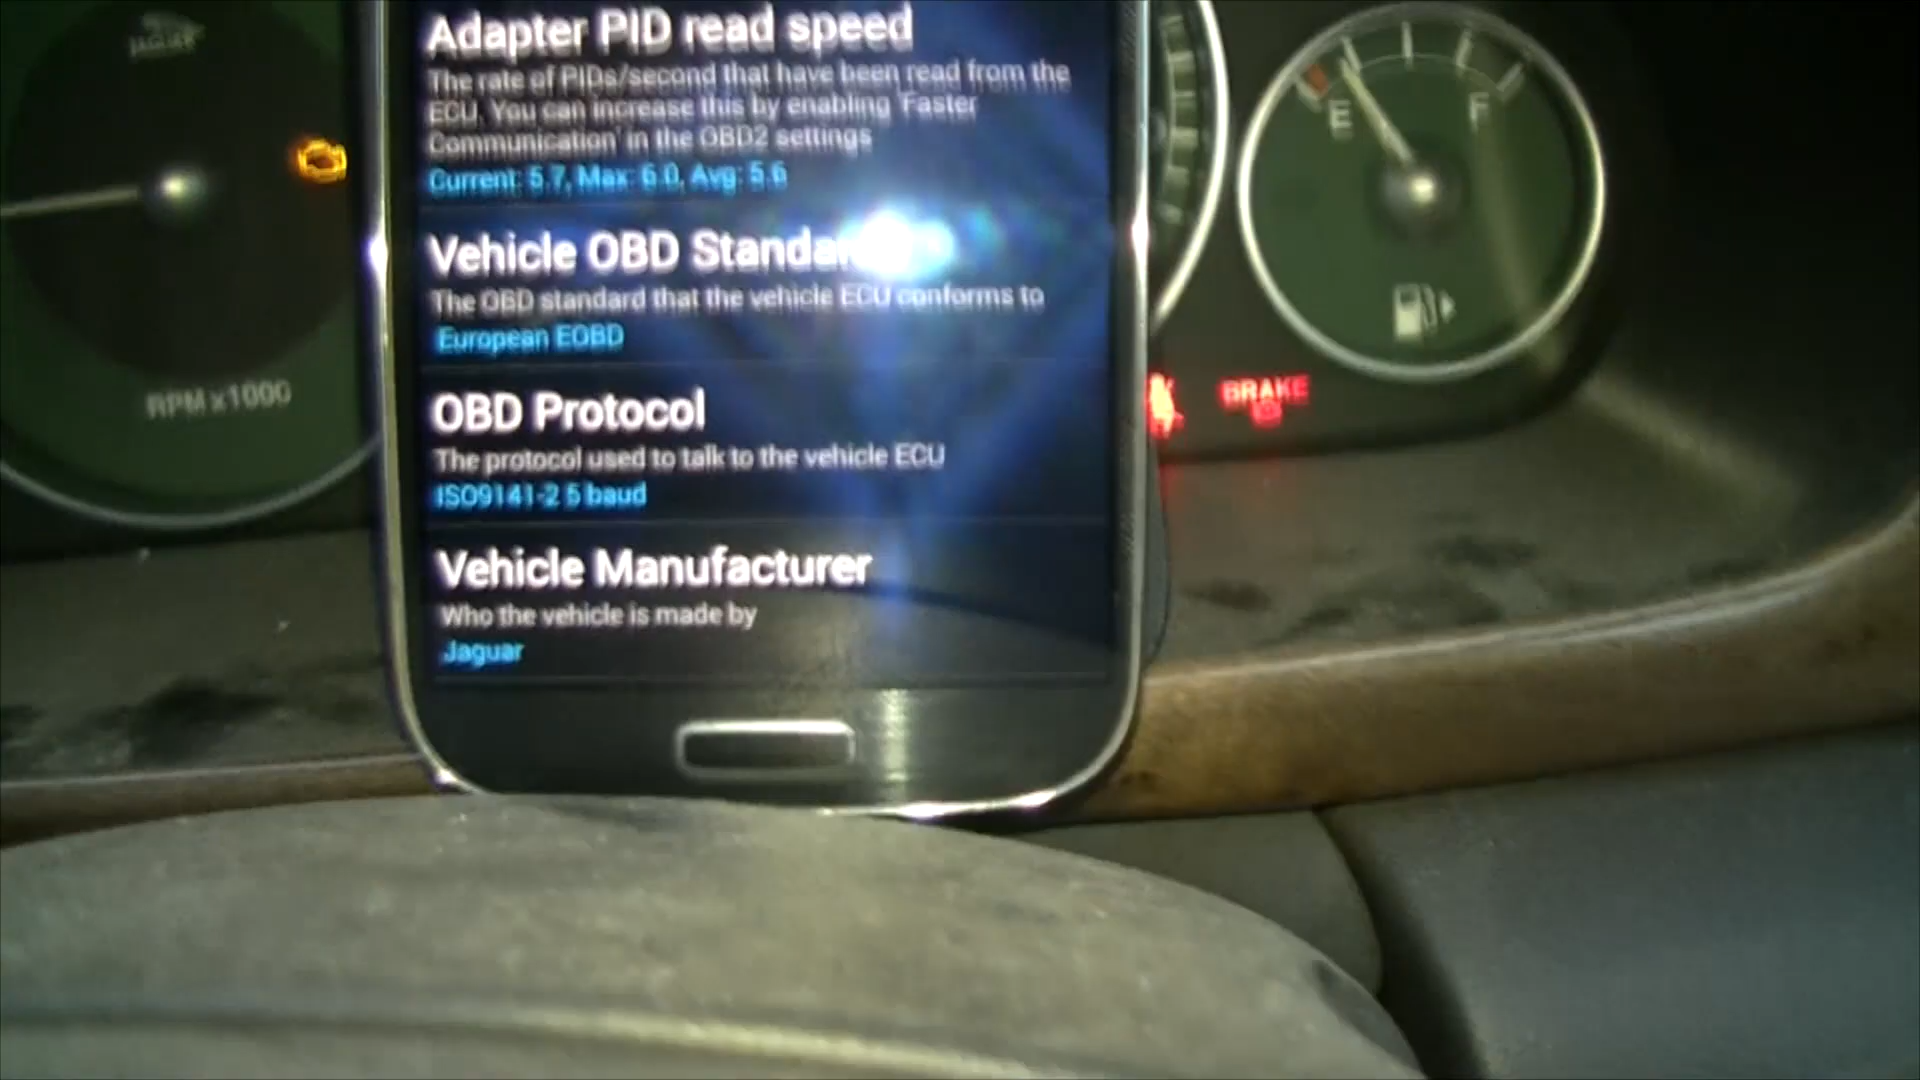 JAGUAR
Adapter PID read speed
The rate of PIDs/second that have been read from the
ECU. You can increase this by enabling 'Faster
Communication' in the OBD2 settings
Current: 5.7, Max: 6.0, Avg: 5.6
Vehicle OBD Standard
The OBD standard that the vehicle ECU conforms to
European EOBD
OBD Protocol
The protocol used to talk to the vehicle ECU
ISO9141-2 5 baud
Vehicle Manufacturer
Who the vehicle is made by
Jaguar
RPM x1000
E
F
BRAKE